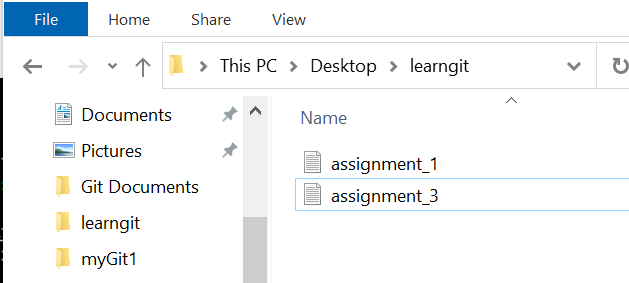 File Home Share View
This PC Desktop learngit
Documents
Pictures
Git Documents
learngit
myGit1
Name
assignment_1
assignment_3